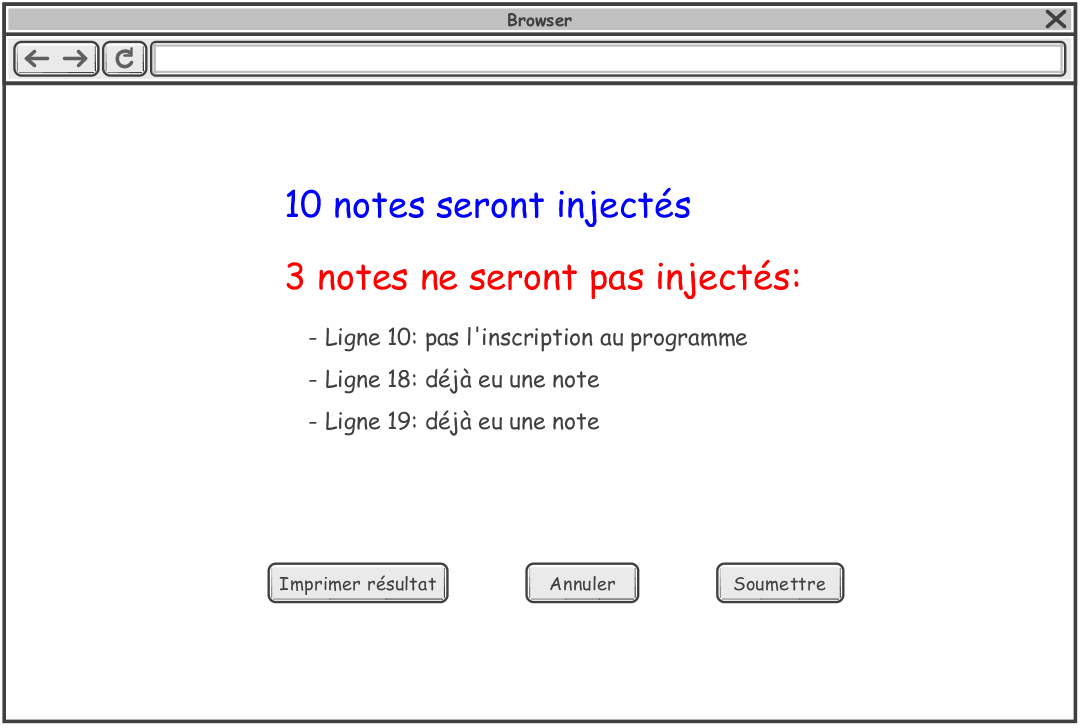 Browser
10 notes seront injectés
3 notes ne seront pas injectés:
- Ligne 10: pas l'inscription au programme
- Ligne 18: déjà eu une note
- Ligne 19: déjà eu une note
Imprimer résultat Annuler Soumettre